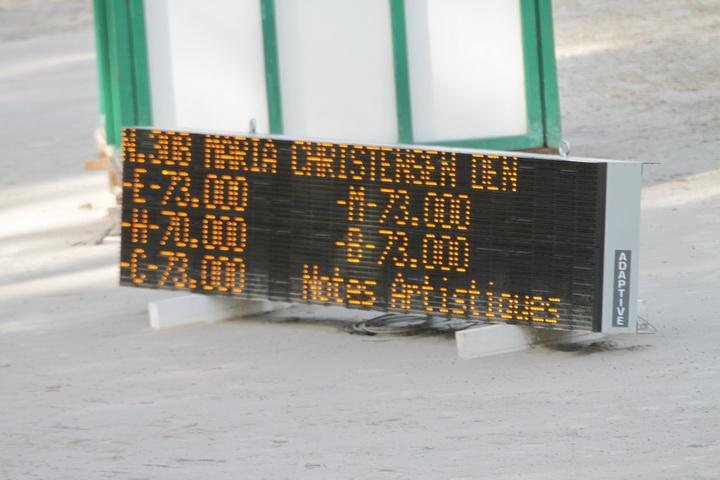 N.308 MARIA CHRISTENSEN DEN
-E-73.000 -M-73.000
-H-70.000 -B-73.000
-C-73.000 Notes Artistiques
ADAPTIVE